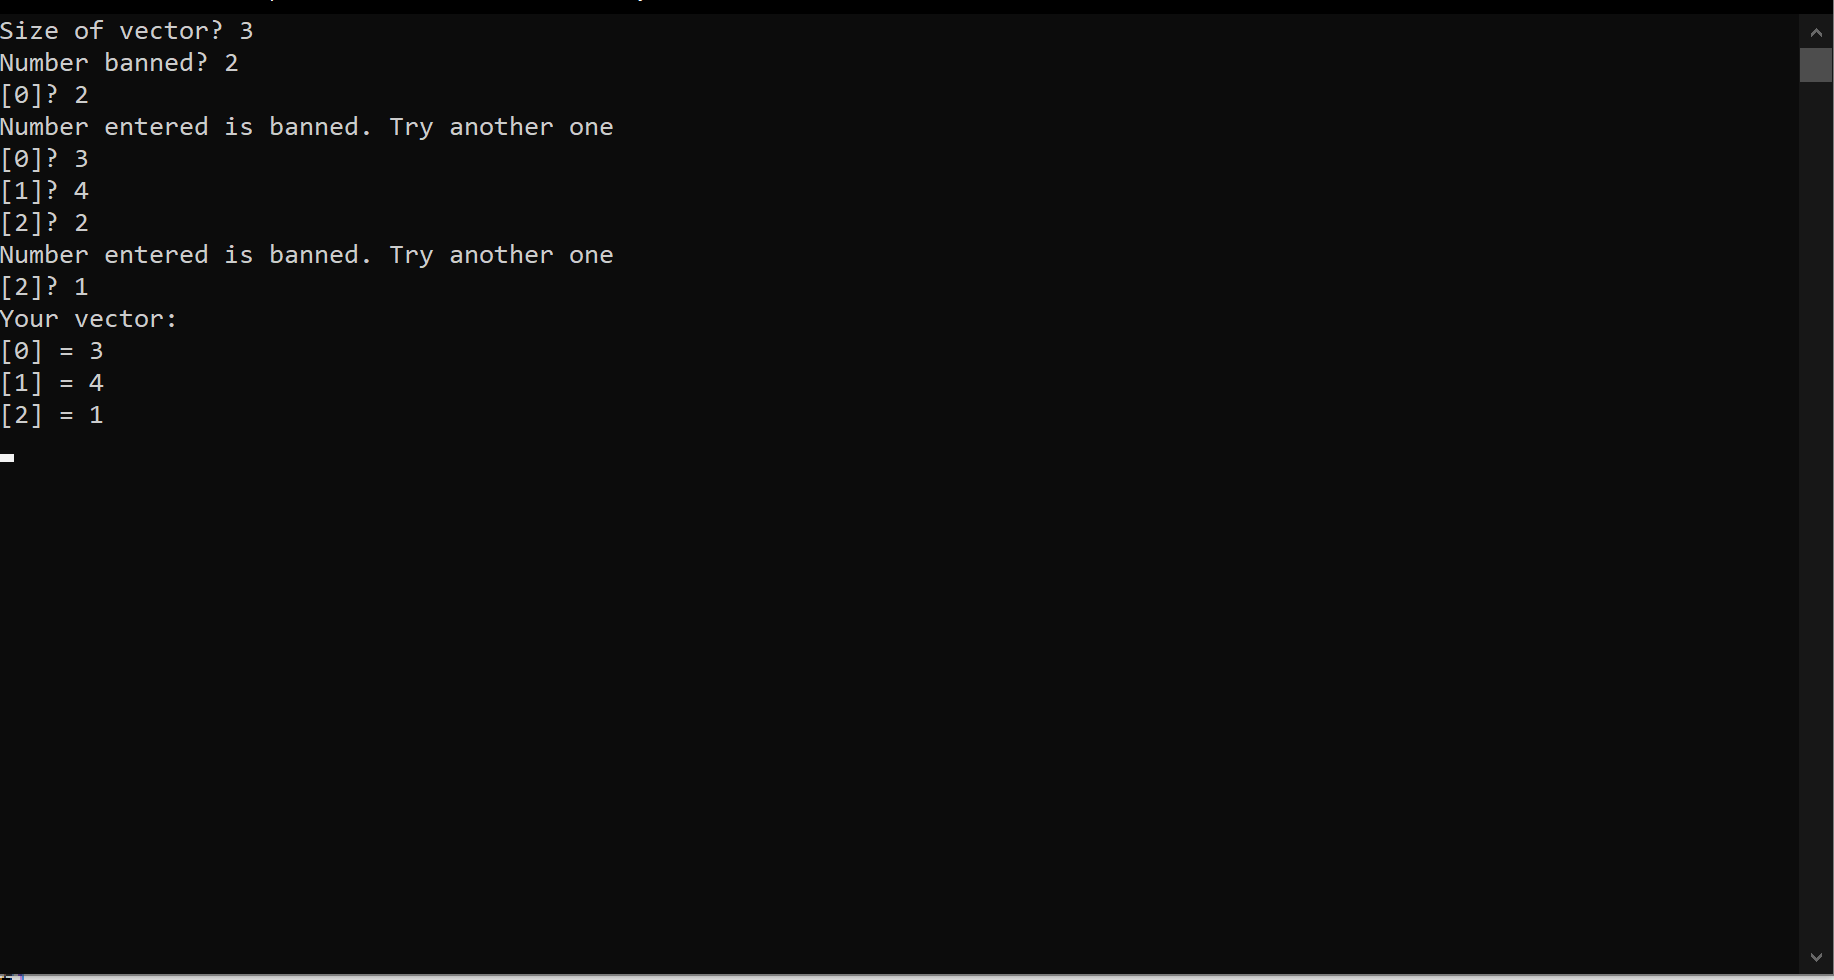 Size of vector? 3
Number banned? 2
[0]? 2
Number entered is banned. Try another one
[0]? 3
[1]? 4
[2]? 2
Number entered is banned. Try another one
[2]? 1
Your vector:
[0] = 3
[1] = 4
[2] = 1